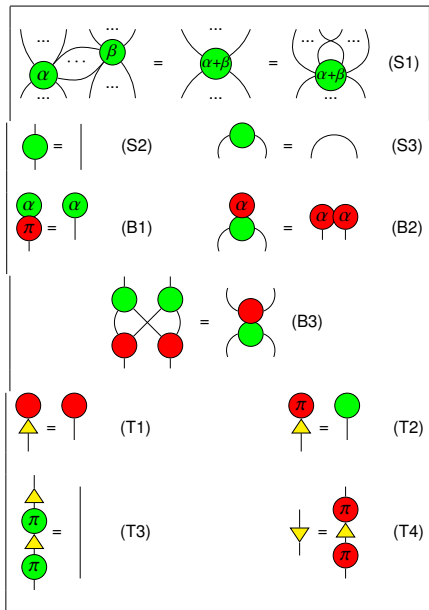 ... ... ...
α ... β = α+β = α+β (S1)
... ... ... ...
= (S2) = (S3)
α α α
π = (B1) = α α (B2)
= (B3)
= (T1) π = (T2)
π = (T3) = π (T4)
π π